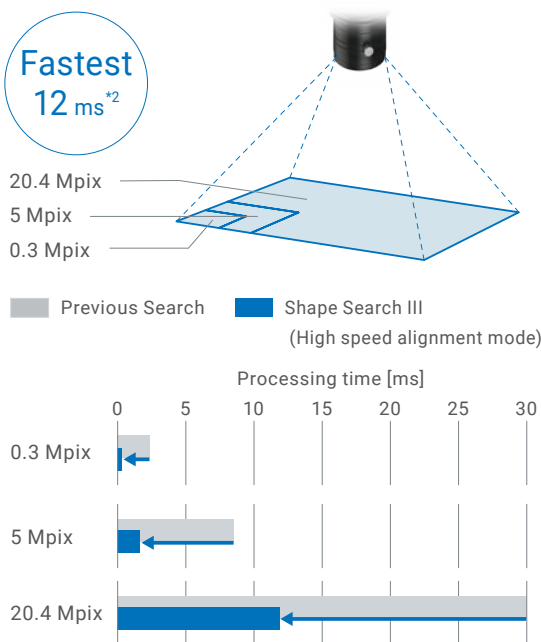 Fastest
12 ms*2
20.4 Mpix
5 Mpix
0.3 Mpix
Previous Search
Shape Search III
(High speed alignment mode)
Processing time [ms]
0 5 10 15 20 25 30
0.3 Mpix
5 Mpix
20.4 Mpix